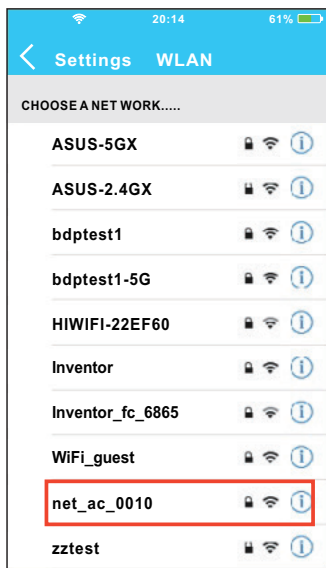 20:14 61%
Settings WLAN
CHOOSE A NET WORK.....
ASUS-5GX
ASUS-2.4GX
bdptest1
bdptest1-5G
HIWIFI-22EF60
Inventor
Inventor_fc_6865
WiFi_guest
net_ac_0010
zztest